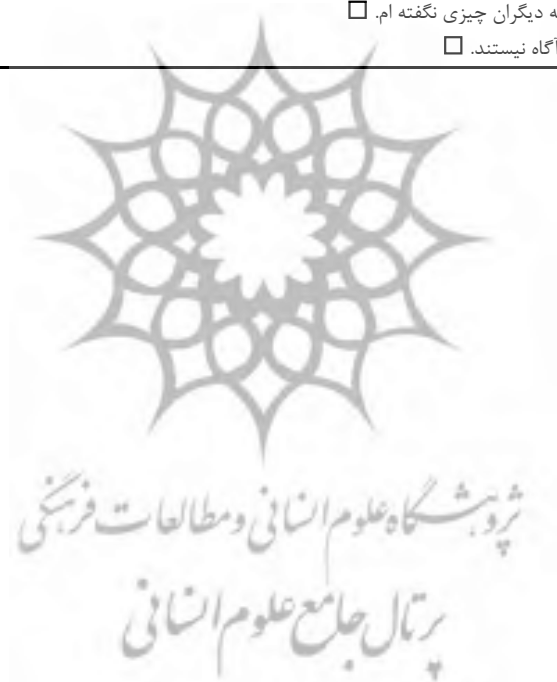 ه دیگران چیزی نگفته ام. □
آگاه نیستند. □
پژوهشگاه علوم انسانی و مطالعات فرهنگی
پرتال جامع علوم انسانی